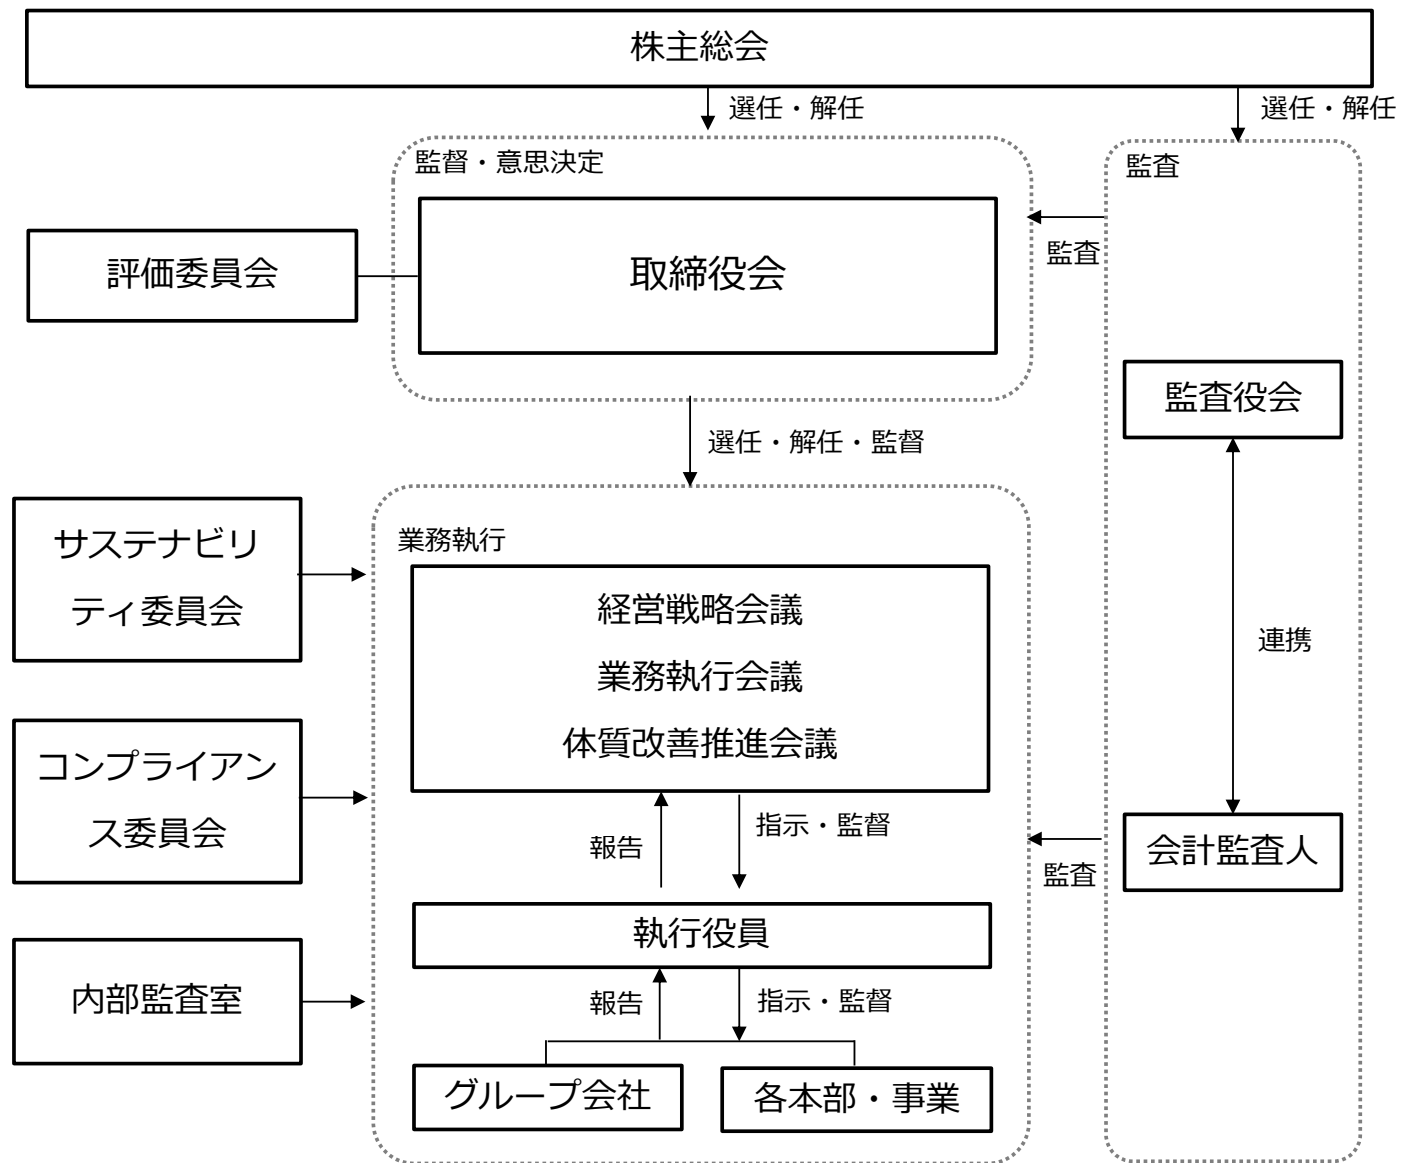 株主総会
選任・解任
選任・解任
監督・意思決定
監査
取締役会
評価委員会
監査
監査役会
選任・解任・監督
サステナビリ
ティ委員会
業務執行
経営戦略会議
業務執行会議
体質改善推進会議
連携
コンプライアン
ス委員会
報告
指示・監督
監査
会計監査人
執行役員
内部監査室
報告
指示・監督
グループ会社
各本部・事業